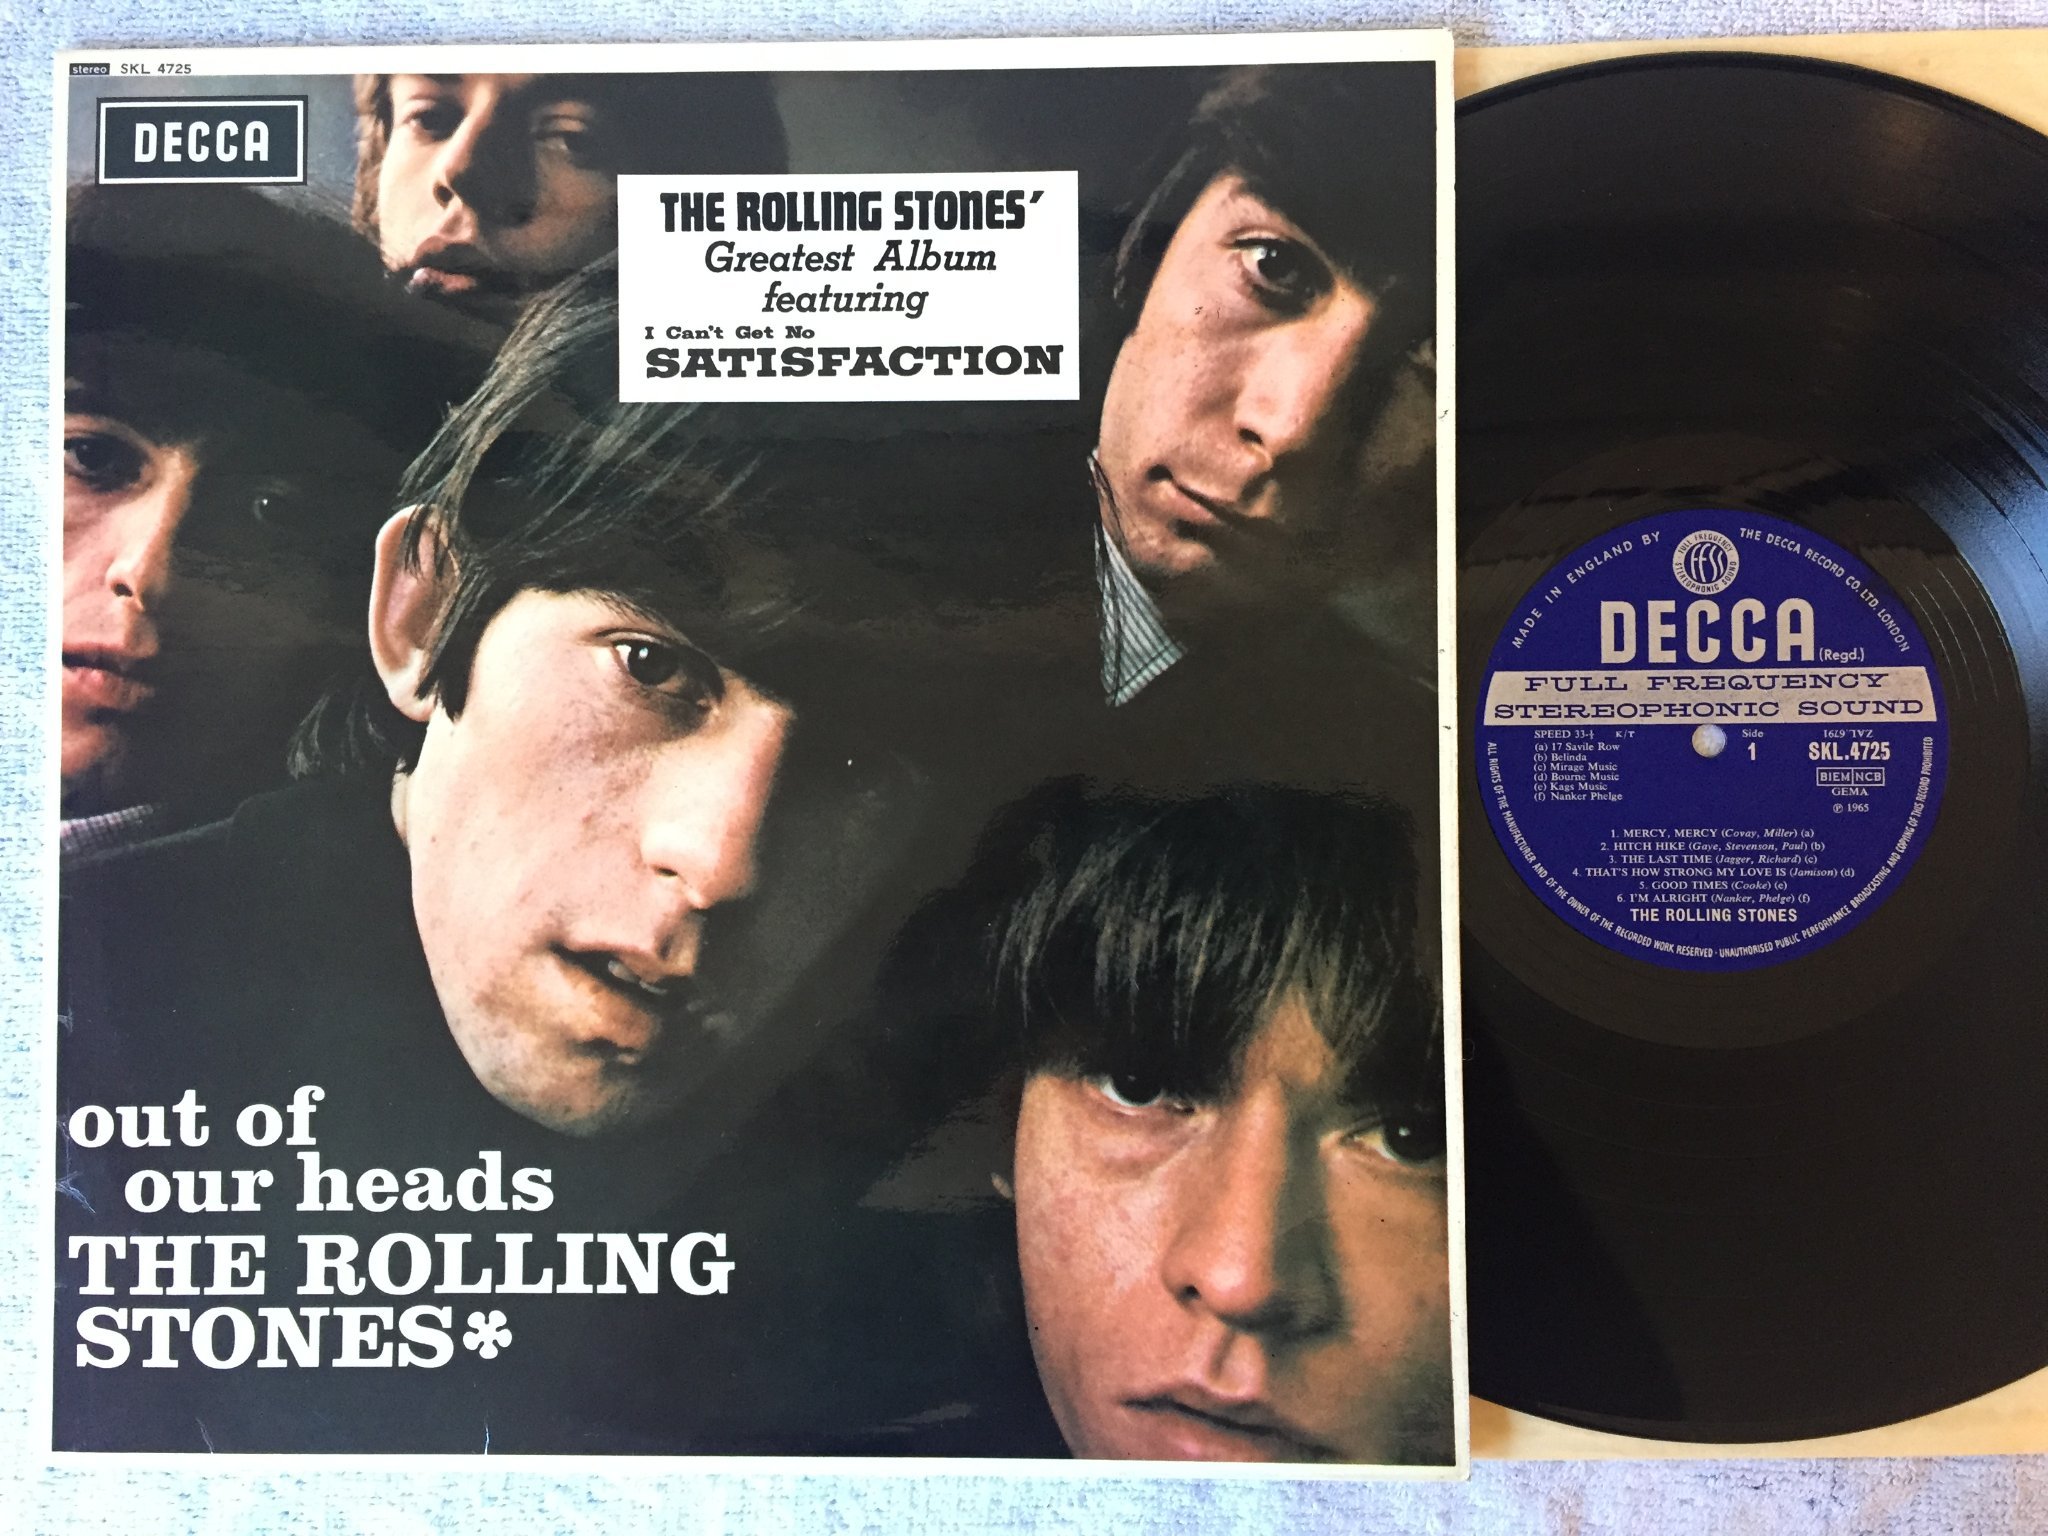 stereo SKL 4725
DECCA
THE ROLLING STONES'
Greatest Album
featuring
I Can't Get No
SATISFACTION
out of
our heads
THE ROLLING
STONES*
MADE IN ENGLAND BY THE DECCA RECORD CO. LTD. LONDON
FULL FREQUENCY
ffss
STEREOPHONIC SOUND
DECCA (Regd.)
FULL FREQUENCY
STEREOPHONIC SOUND
SPEED 33-⅓ K/T
(a) 17 Savile Row
(b) Belinda
(c) Mirage Music
(d) Bourne Music
(e) Kags Music
(f) Nanker Phelge
Side
1
ZAL 6791
SKL.4725
BIEM NCB
GEMA
℗ 1965
1. MERCY, MERCY (Covay, Miller) (a)
2. HITCH HIKE (Gaye, Stevenson, Paul) (b)
3. THE LAST TIME (Jagger, Richard) (c)
4. THAT'S HOW STRONG MY LOVE IS (Jamison) (d)
5. GOOD TIMES (Cooke) (e)
6. I'M ALRIGHT (Nanker, Phelge) (f)
THE ROLLING STONES
ALL RIGHTS OF THE MANUFACTURER AND OF THE OWNER OF THE RECORDED WORK RESERVED · UNAUTHORISED PUBLIC PERFORMANCE BROADCASTING AND COPYING OF THIS RECORD PROHIBITED